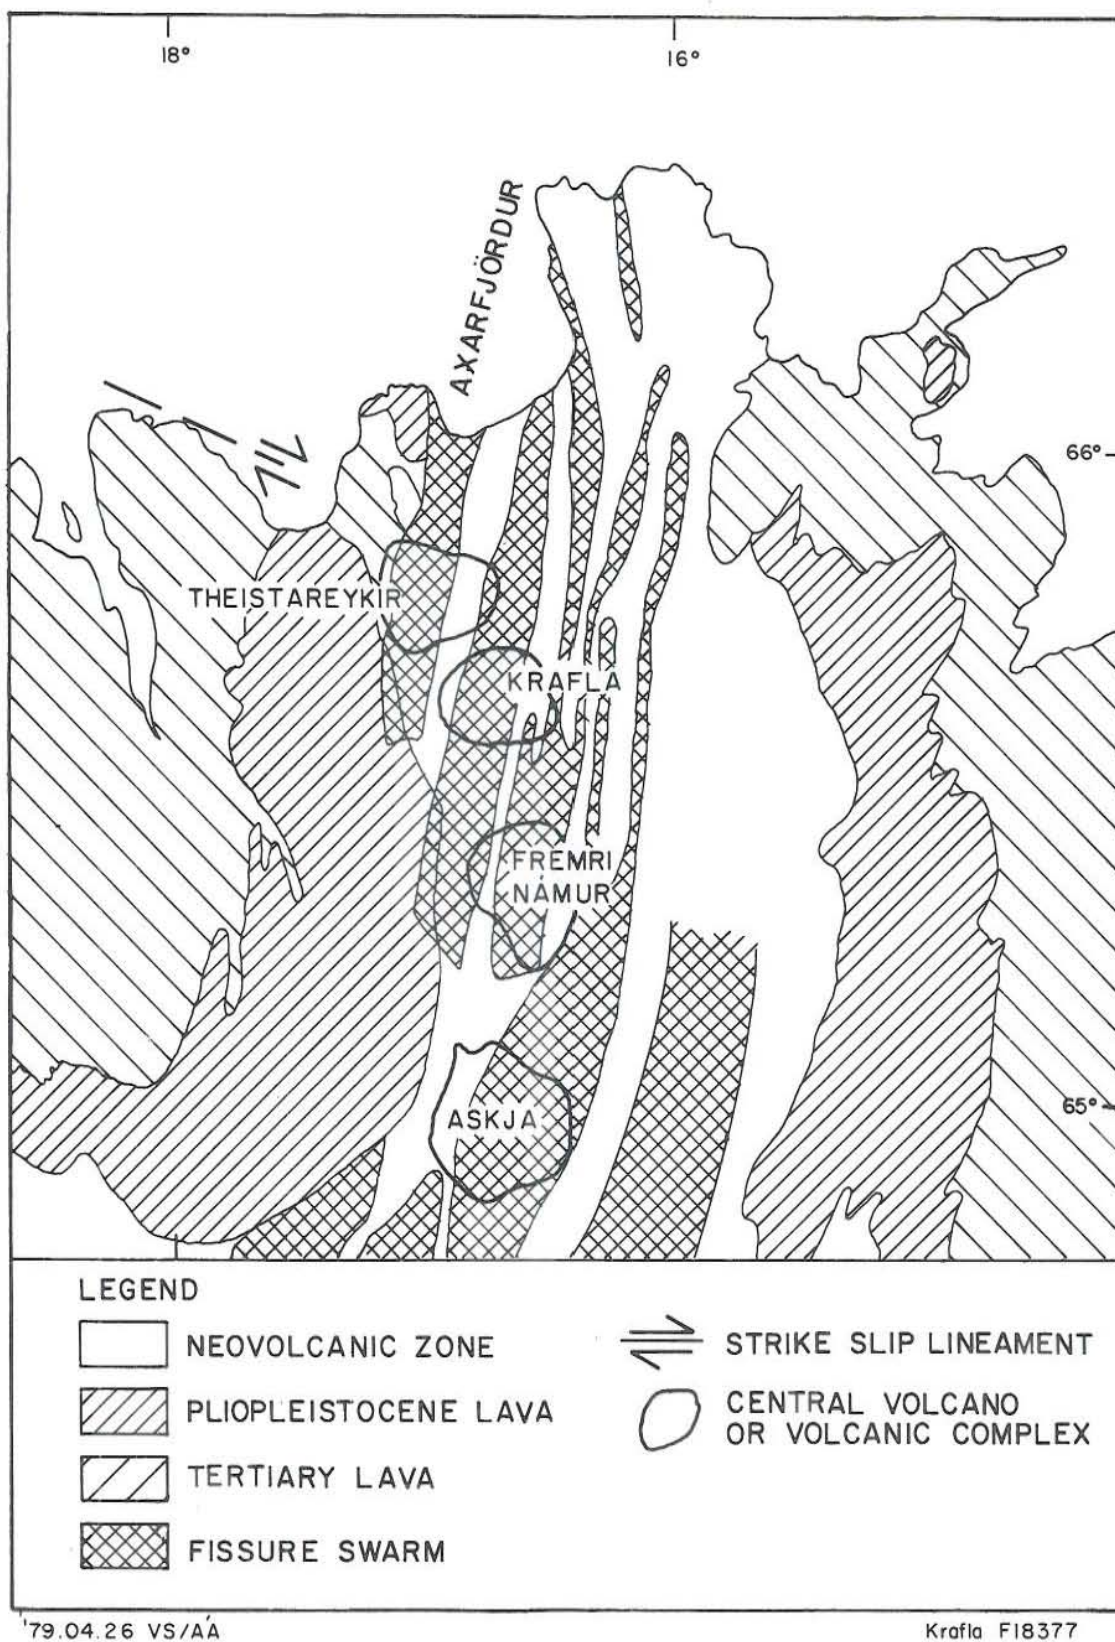 18°
16°
AXARFJÖRDUR
66°
THEISTAREYKIR
KRAFLA
FREMRI
NÁMUR
65°
ASKJA
LEGEND
NEOVOLCANIC ZONE
PLIOPLEISTOCENE LAVA
TERTIARY LAVA
FISSURE SWARM
STRIKE SLIP LINEAMENT
CENTRAL VOLCANO
OR VOLCANIC COMPLEX
'79.04.26 VS/AÁ
Krafla F18377